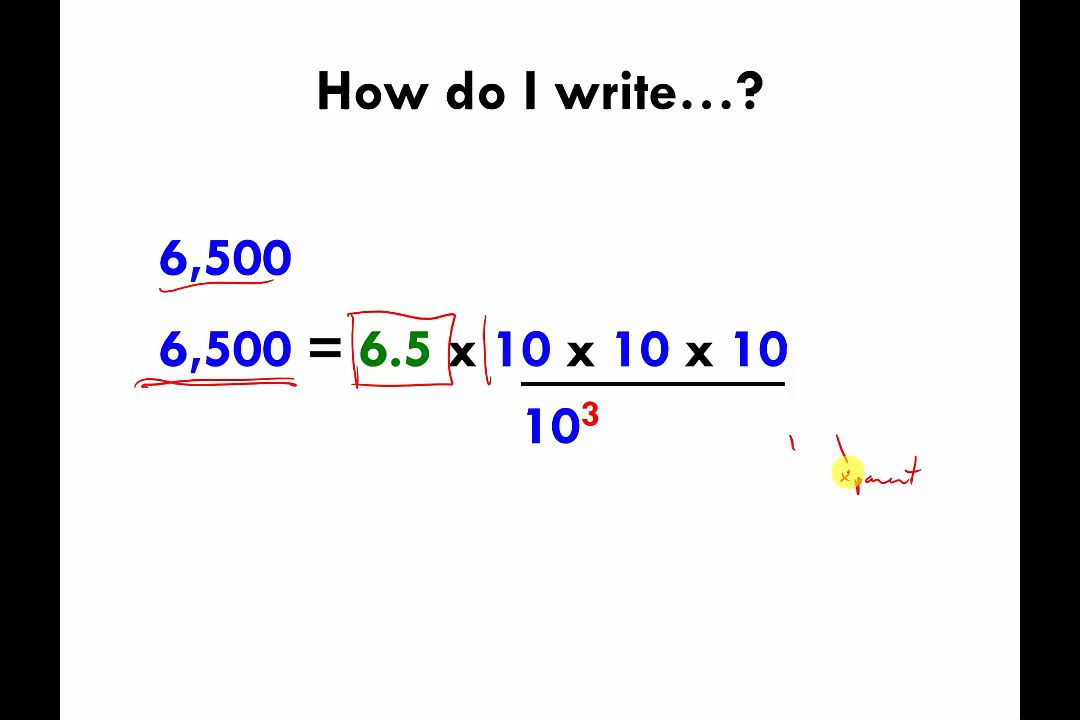 How do I write...?
6,500
6,500 = 6.5 x 10 x 10 x 10
10³